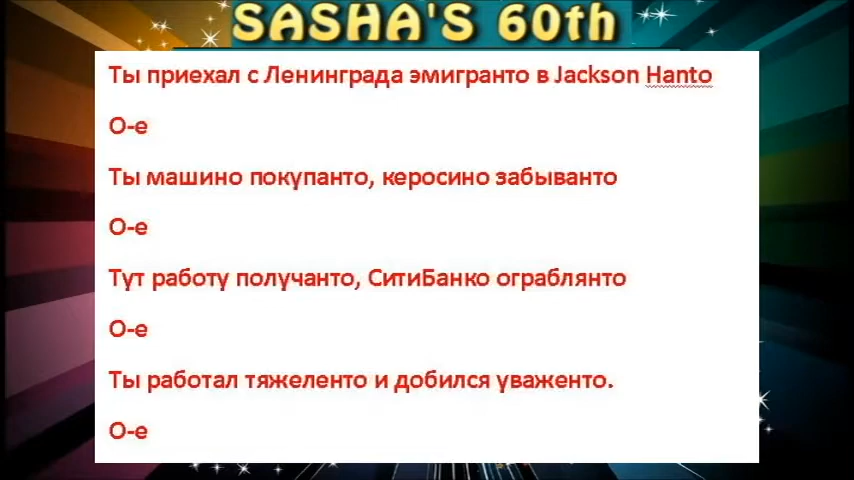 SASHA'S 60th
Ты приехал с Ленинграда эмигранто в Jackson Hanto
О-е
Ты машино покупанто, керосино забыванто
О-е
Тут работу получанто, СитиБанко ограблянто
О-е
Ты работал тяжеленто и добился уваженто.
О-е